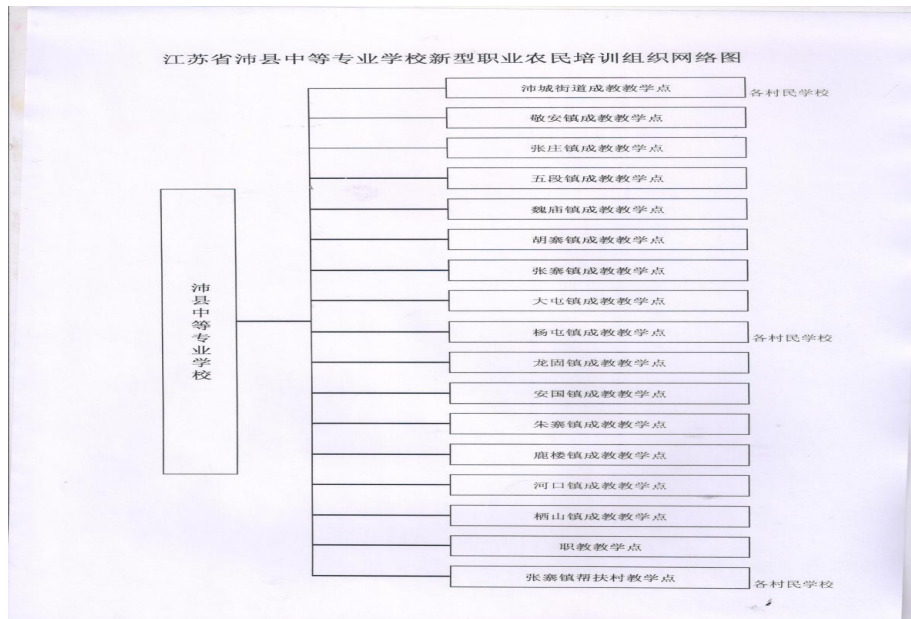 江苏省沛县中等专业学校新型职业农民培训组织网络图
沛县中等专业学校
沛城街道成教教学点
各村民学校
敬安镇成教教学点
张庄镇成教教学点
五段镇成教教学点
魏庙镇成教教学点
胡寨镇成教教学点
张寨镇成教教学点
大屯镇成教教学点
杨屯镇成教教学点
各村民学校
龙固镇成教教学点
安国镇成教教学点
朱寨镇成教教学点
鹿楼镇成教教学点
河口镇成教教学点
栖山镇成教教学点
职教教学点
张寨镇帮扶村教学点
各村民学校